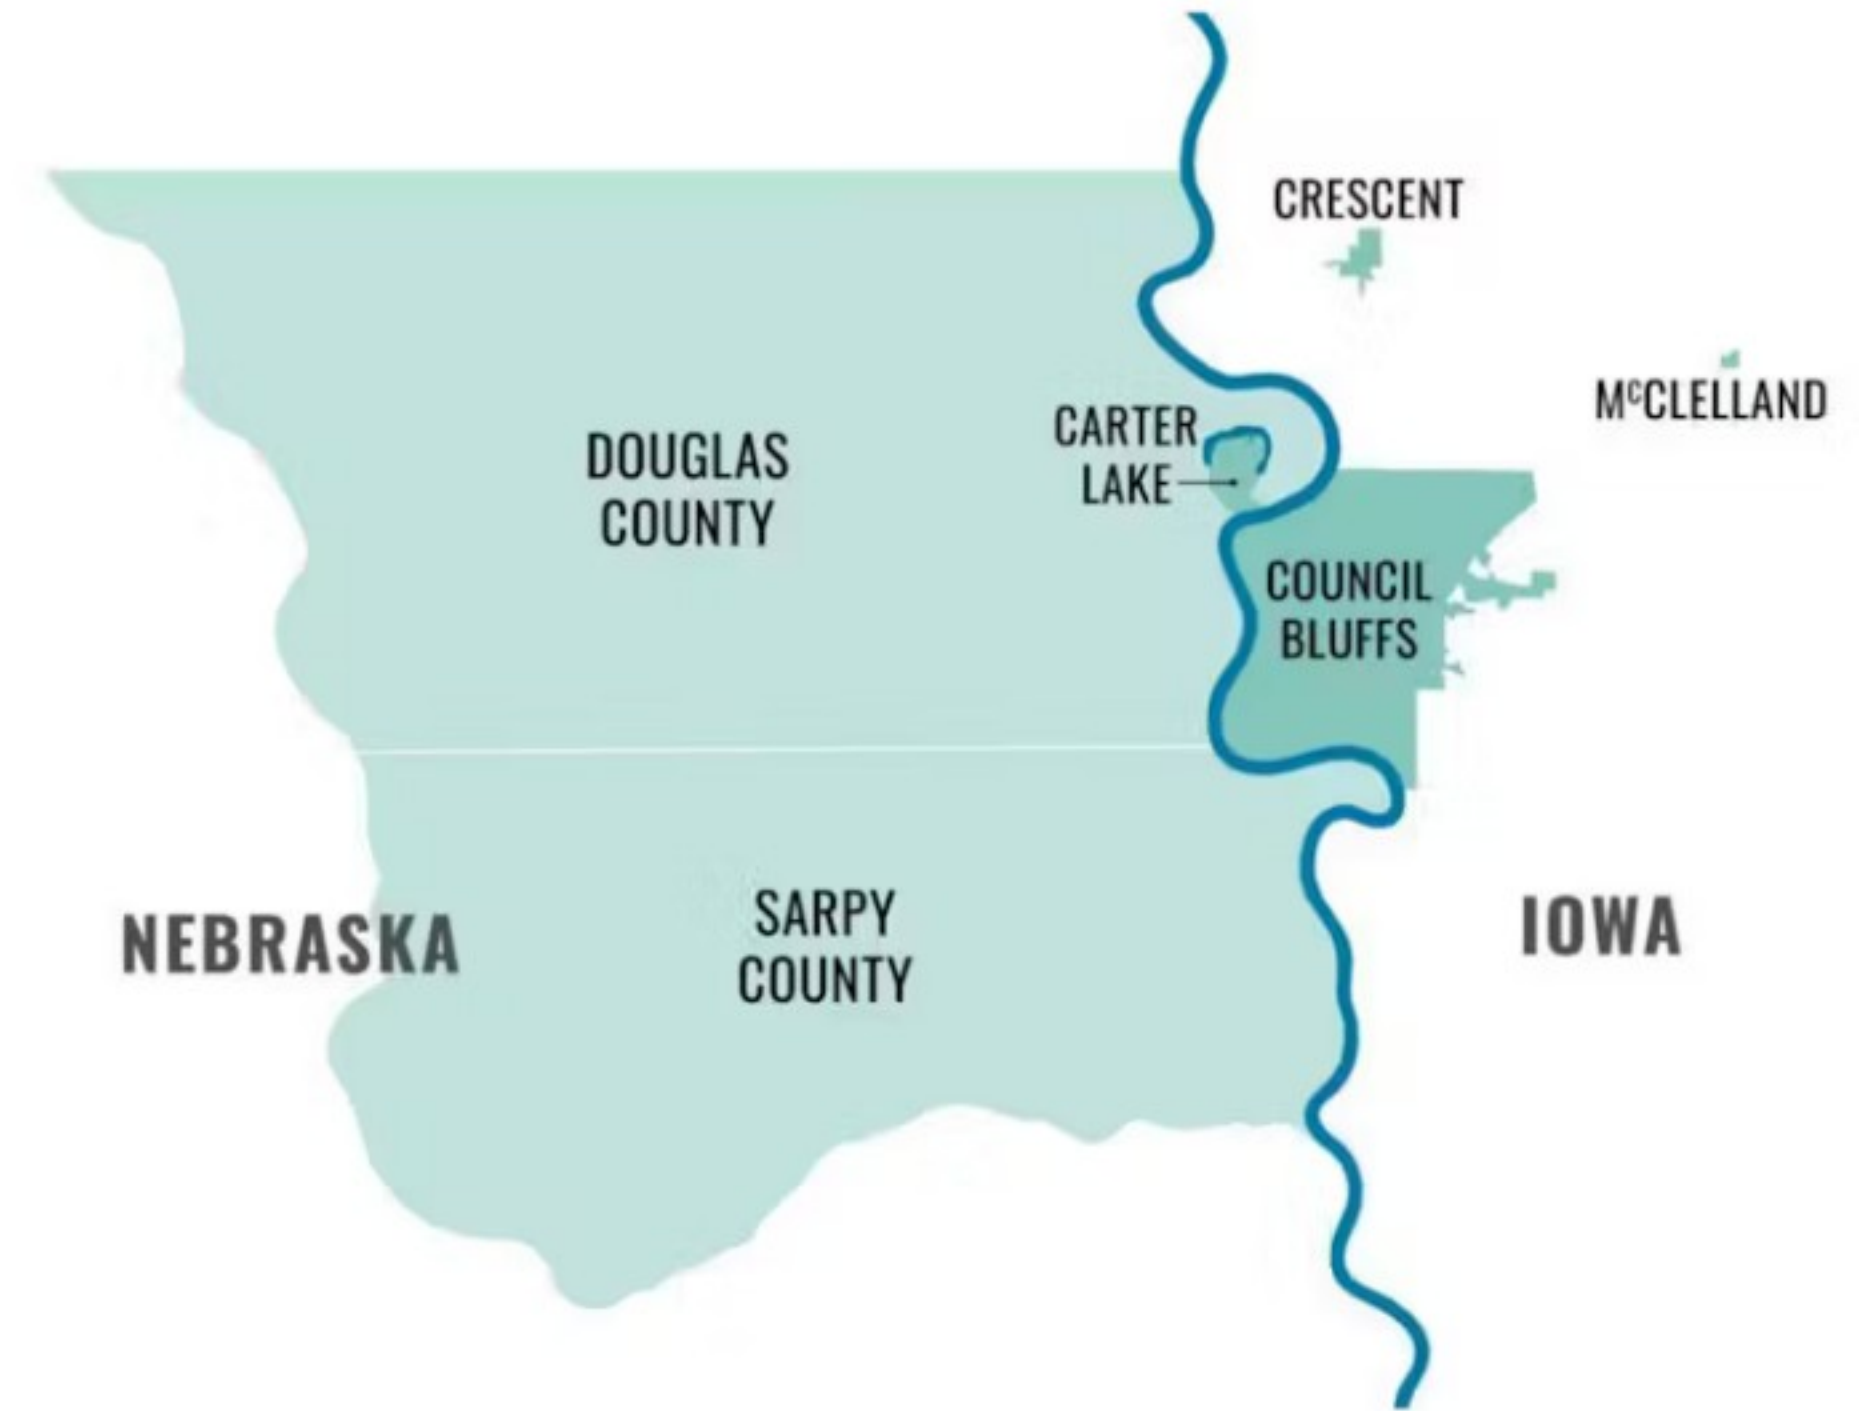 CRESCENT
McCLELLAND
CARTER
LAKE
DOUGLAS
COUNTY
COUNCIL
BLUFFS
SARPY
COUNTY
NEBRASKA
IOWA